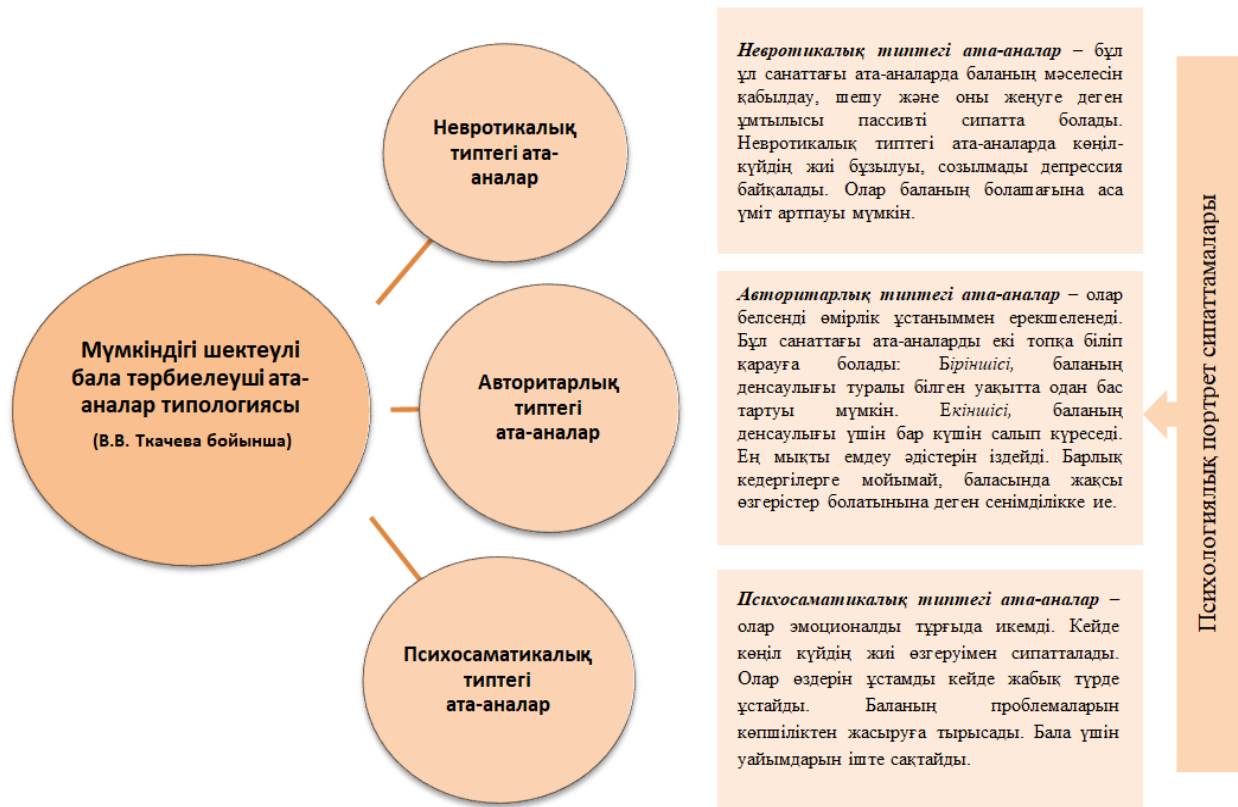 Мүмкіндігі шектеулі
бала тәрбиелеуші ата-
аналар типологиясы
(В.В. Ткачева бойынша)
Невротикалық
типтегі ата-
аналар
Авторитарлық
типтегі
ата-аналар
Психосаматикалық
типтегі
ата-аналар
Невротикалық типтегі ата-аналар – бұл
ұл санаттағы ата-аналарда баланың мәселесін
қабылдау, шешу және оны жеңуге деген
ұмтылысы пассивті сипатта болады.
Невротикалық типтегі ата-аналарда көңіл-
күйдің жиі бұзылуы, созылмады депрессия
байқалады. Олар баланың болашағына аса
үміт артпауы мүмкін.
Авторитарлық типтегі ата-аналар – олар
белсенді өмірлік ұстаныммен ерекшеленеді.
Бұл санаттағы ата-аналарды екі топқа біліп
қарауға болады: Біріншісі, баланың
денсаулығы туралы білген уақытта одан бас
тартуы мүмкін. Екіншісі, баланың
денсаулығы үшін бар күшін салып күреседі.
Ең мықты емдеу әдістерін іздейді. Барлық
кедергілерге мойымай, баласында жақсы
өзгерістер болатынына деген сенімділікке ие.
Психосаматикалық типтегі ата-аналар –
олар эмоционалды тұрғыда икемді. Кейде
көңіл күйдің жиі өзгеруімен сипатталады.
Олар өздерін ұстамды кейде жабық түрде
ұстайды. Баланың проблемаларын
көпшіліктен жасыруға тырысады. Бала үшін
уайымдарын іште сақтайды.
Психологиялық портрет сипаттамалары